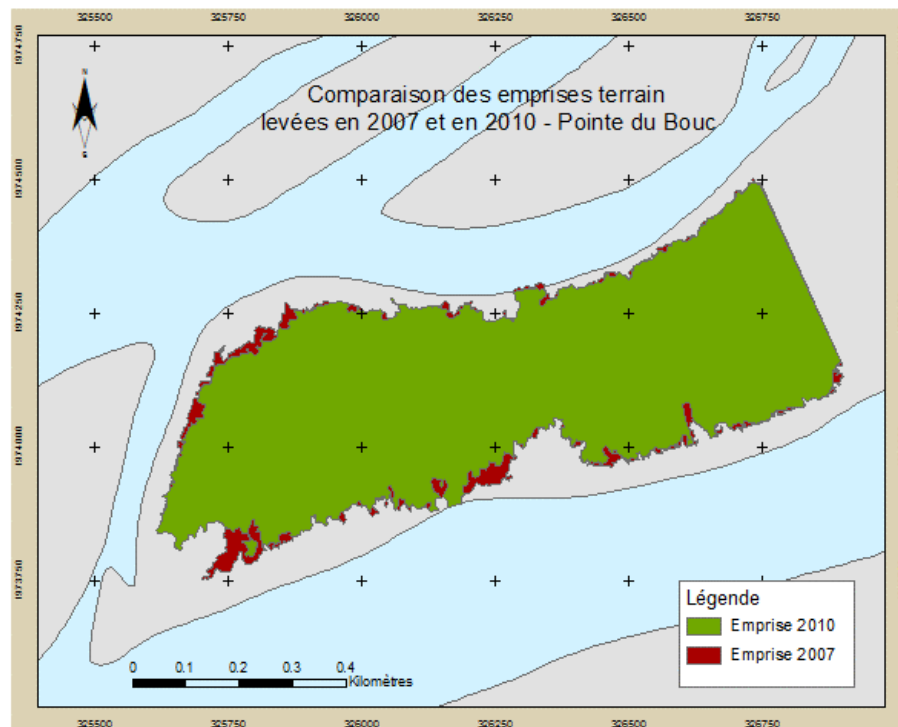 325500 325750 326000 326250 326500 326750
1974750
N
S
Comparaison des emprises terrain
levées en 2007 et en 2010 - Pointe du Bouc
1974500
1974250
1974000
1973750
Légende
Emprise 2010
Emprise 2007
0 0.1 0.2 0.3 0.4
Kilomètres
325500 325750 326000 326250 326500 326750